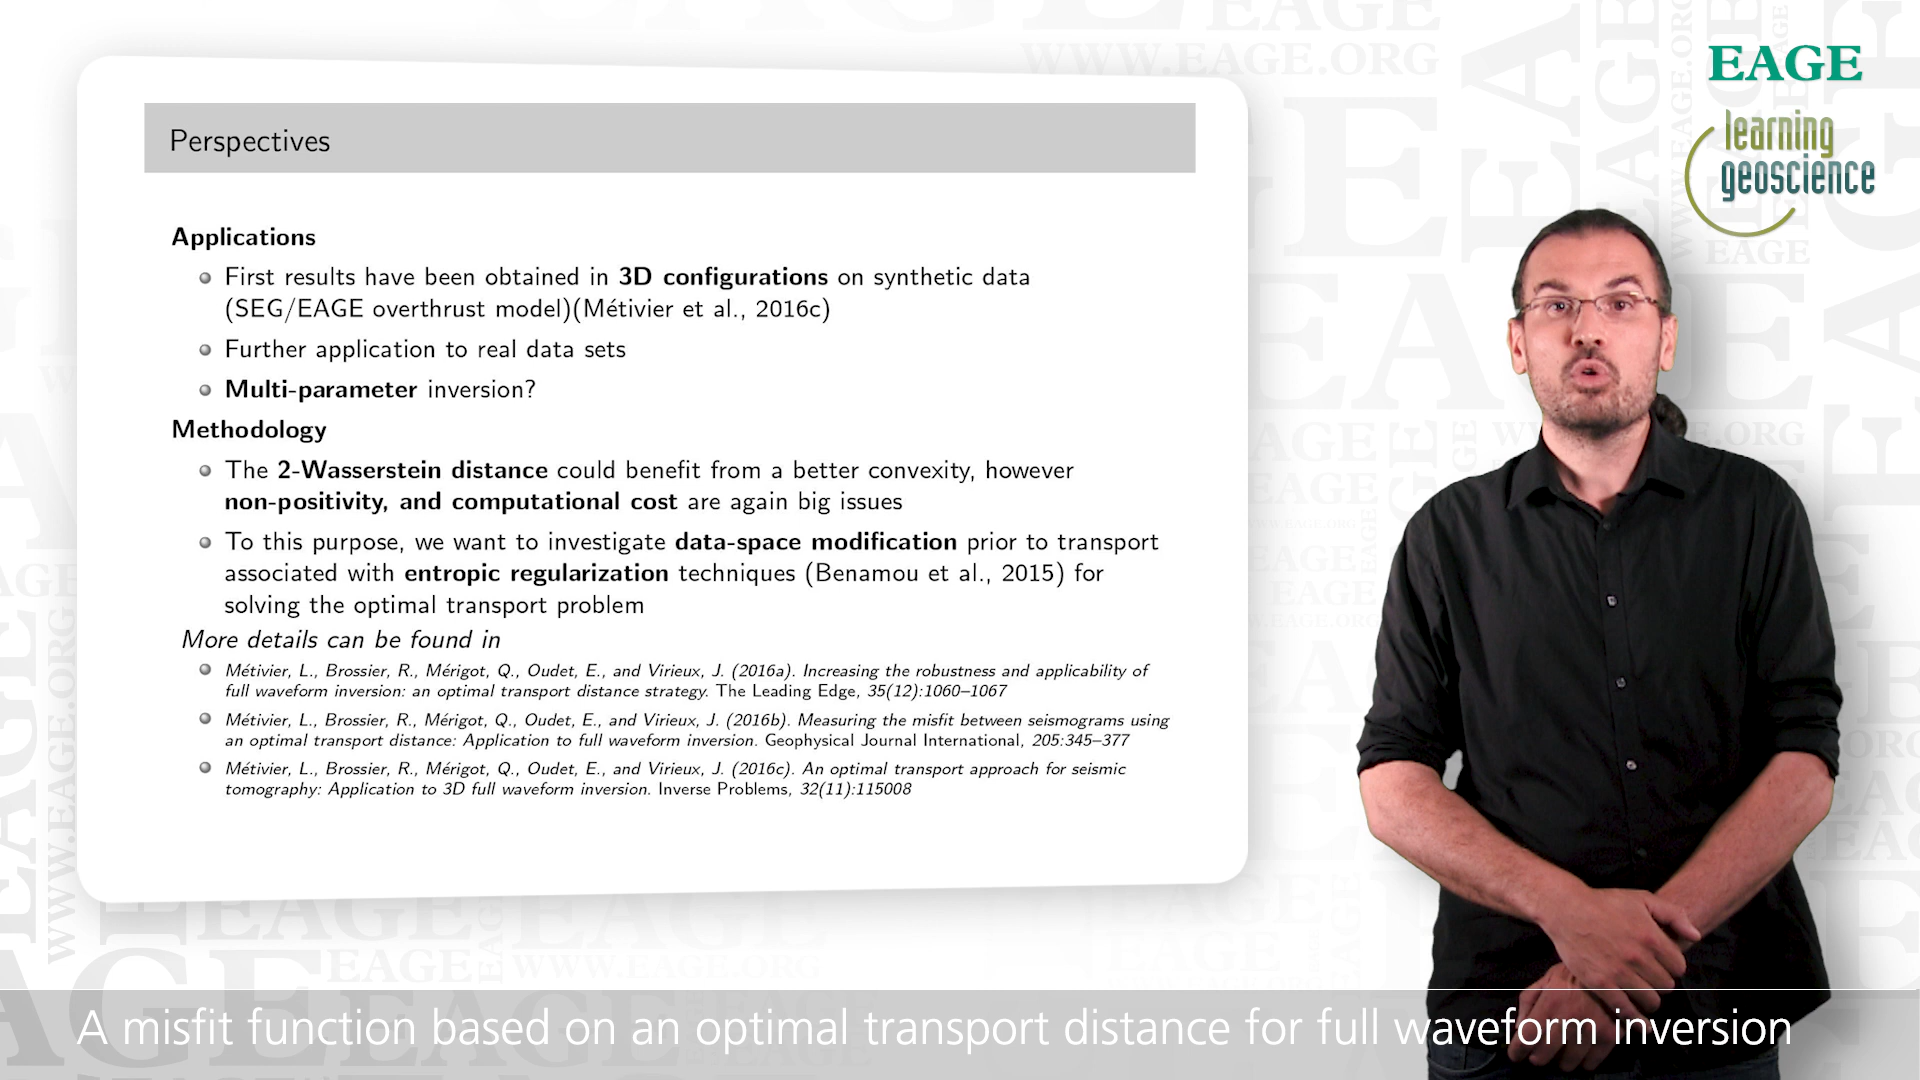 EAGE
learning
geoscience
Perspectives
Applications
First results have been obtained in 3D configurations on synthetic data
(SEG/EAGE overthrust model)(Métivier et al., 2016c)
Further application to real data sets
Multi-parameter inversion?
Methodology
The 2-Wasserstein distance could benefit from a better convexity, however
non-positivity, and computational cost are again big issues
To this purpose, we want to investigate data-space modification prior to transport
associated with entropic regularization techniques (Benamou et al., 2015) for
solving the optimal transport problem
More details can be found in
Métivier, L., Brossier, R., Mérigot, Q., Oudet, E., and Virieux, J. (2016a). Increasing the robustness and applicability of
full waveform inversion: an optimal transport distance strategy. The Leading Edge, 35(12):1060–1067
Métivier, L., Brossier, R., Mérigot, Q., Oudet, E., and Virieux, J. (2016b). Measuring the misfit between seismograms using
an optimal transport distance: Application to full waveform inversion. Geophysical Journal International, 205:345–377
Métivier, L., Brossier, R., Mérigot, Q., Oudet, E., and Virieux, J. (2016c). An optimal transport approach for seismic
tomography: Application to 3D full waveform inversion. Inverse Problems, 32(11):115008
A misfit function based on an optimal transport distance for full waveform inversion